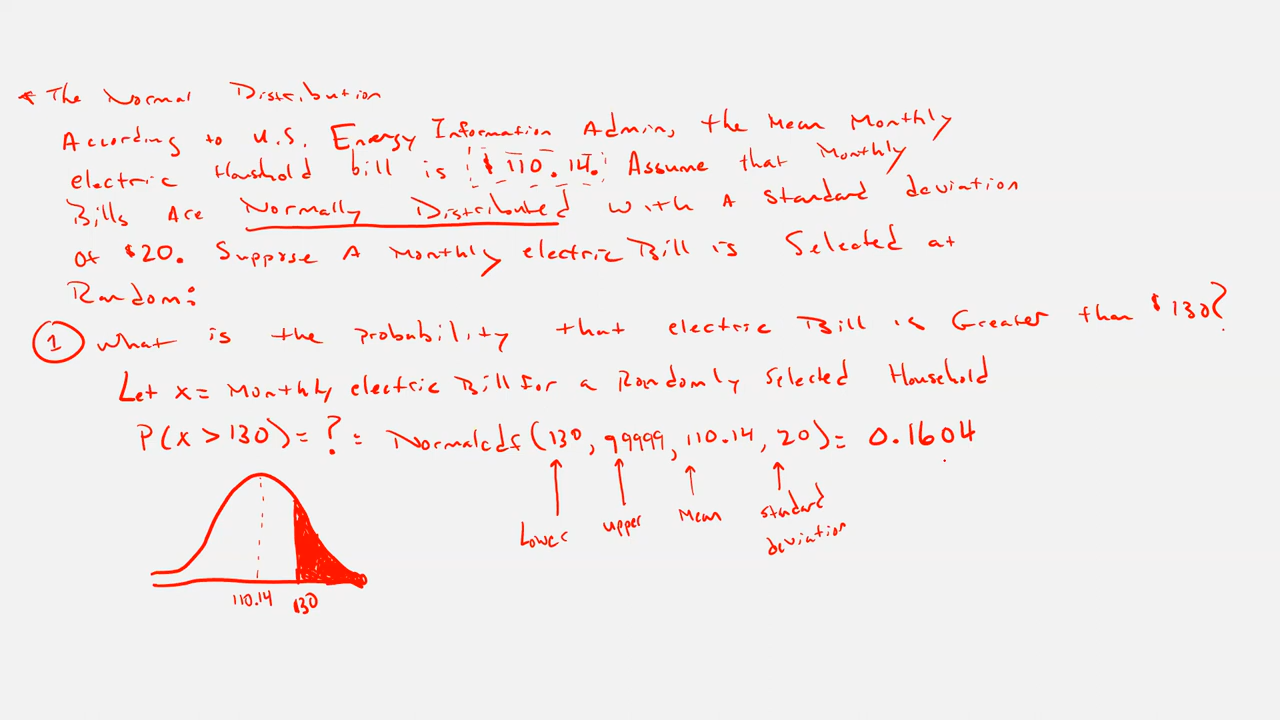 * The Normal Distribution
According to U.S. Energy Information Admin, the Mean Monthly
electric Houshold bill is $110.14. Assume that Monthly
Bills Are Normally Distributed with A Standard deviation
of $20. Suppose A Monthly electric Bill is Selected at
Random:
1 What is the probability that electric Bill is Greater than $130?
Let x = Monthly electric Bill for a Randomly Selected Household
P(x > 130) = ? = Normalcdf (130, 99999, 110.14, 20) = 0.1604
Lower upper Mean standard deviation
110.14 130